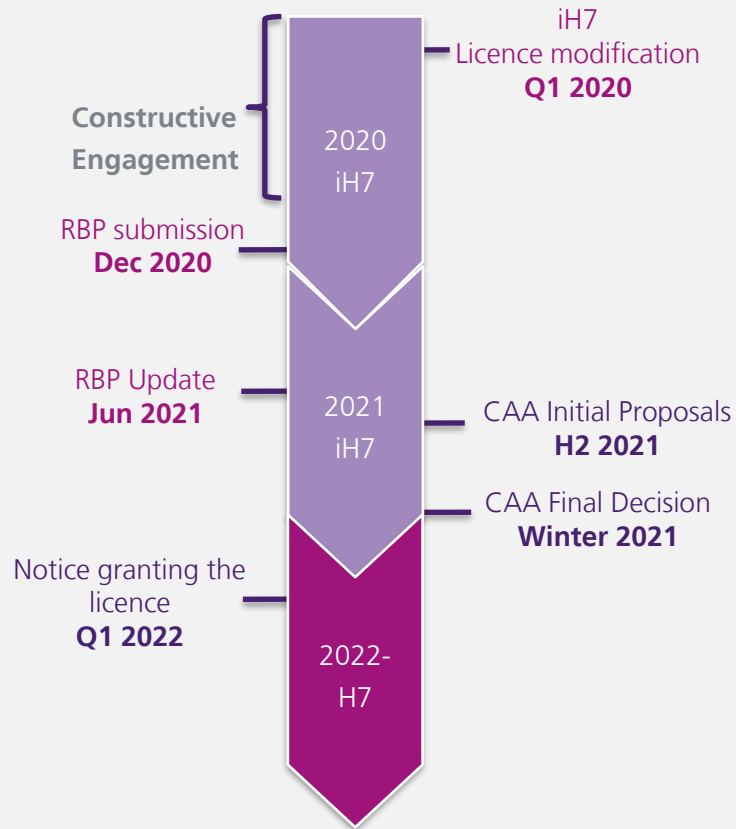 iH7
Licence modification
Q1 2020
Constructive
Engagement
2020
iH7
RBP submission
Dec 2020
RBP Update
Jun 2021
2021
iH7
CAA Initial Proposals
H2 2021
CAA Final Decision
Winter 2021
Notice granting the
licence
Q1 2022
2022-
H7